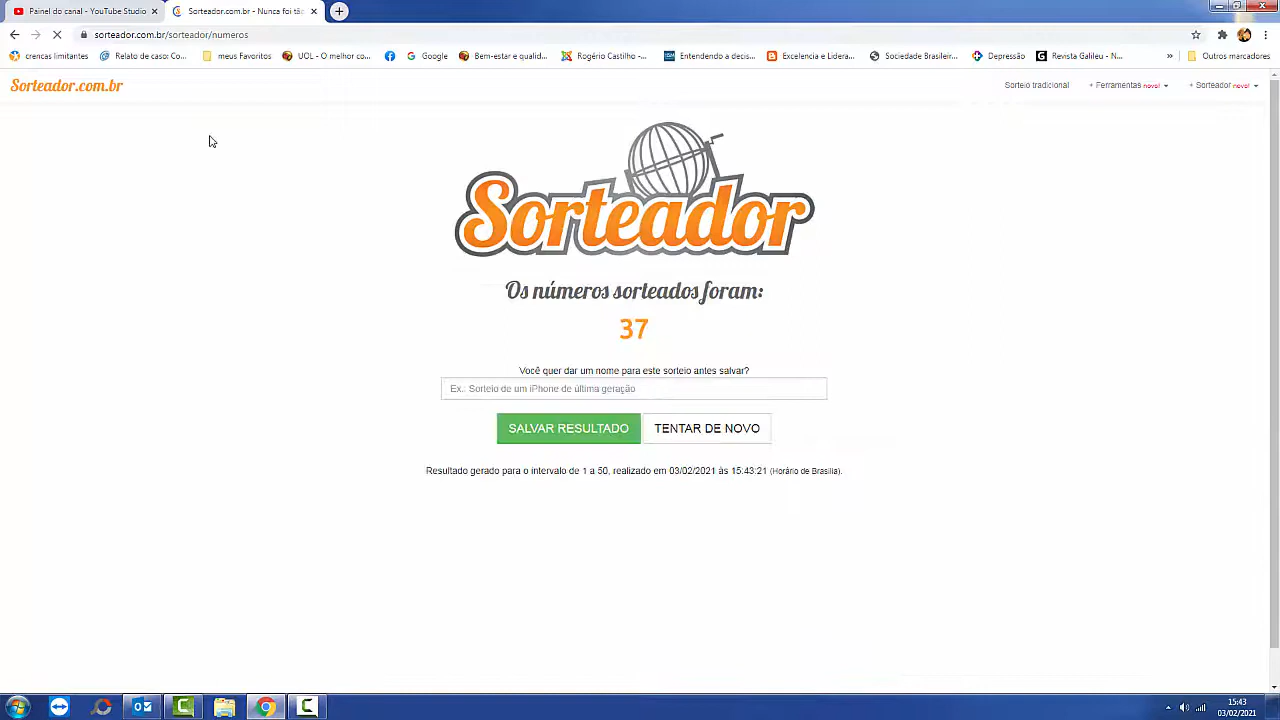 Painel do canal - YouTube Studio
Sorteador.com.br - Nunca foi tão
sorteador.com.br/sorteador/numeros
crencas limitantes
Relato de caso: Co...
meus Favoritos
UOL - O melhor co...
Google
Bem-estar e qualid...
Rogério Castilho -...
Entendendo a decis...
Excelencia e Lidera...
Sociedade Brasileir...
Depressão
Revista Galileu - N...
»
Outros marcadores
Sorteador.com.br
Sorteio tradicional
+ Ferramentas novo!
+ Sorteador novo!
Sorteador
Os números sorteados foram:
37
Você quer dar um nome para este sorteio antes salvar?
Ex.: Sorteio de um iPhone de última geração
SALVAR RESULTADO
TENTAR DE NOVO
Resultado gerado para o intervalo de 1 a 50, realizado em 03/02/2021 às 15:43:21 (Horário de Brasília).
15:43
03/02/2021